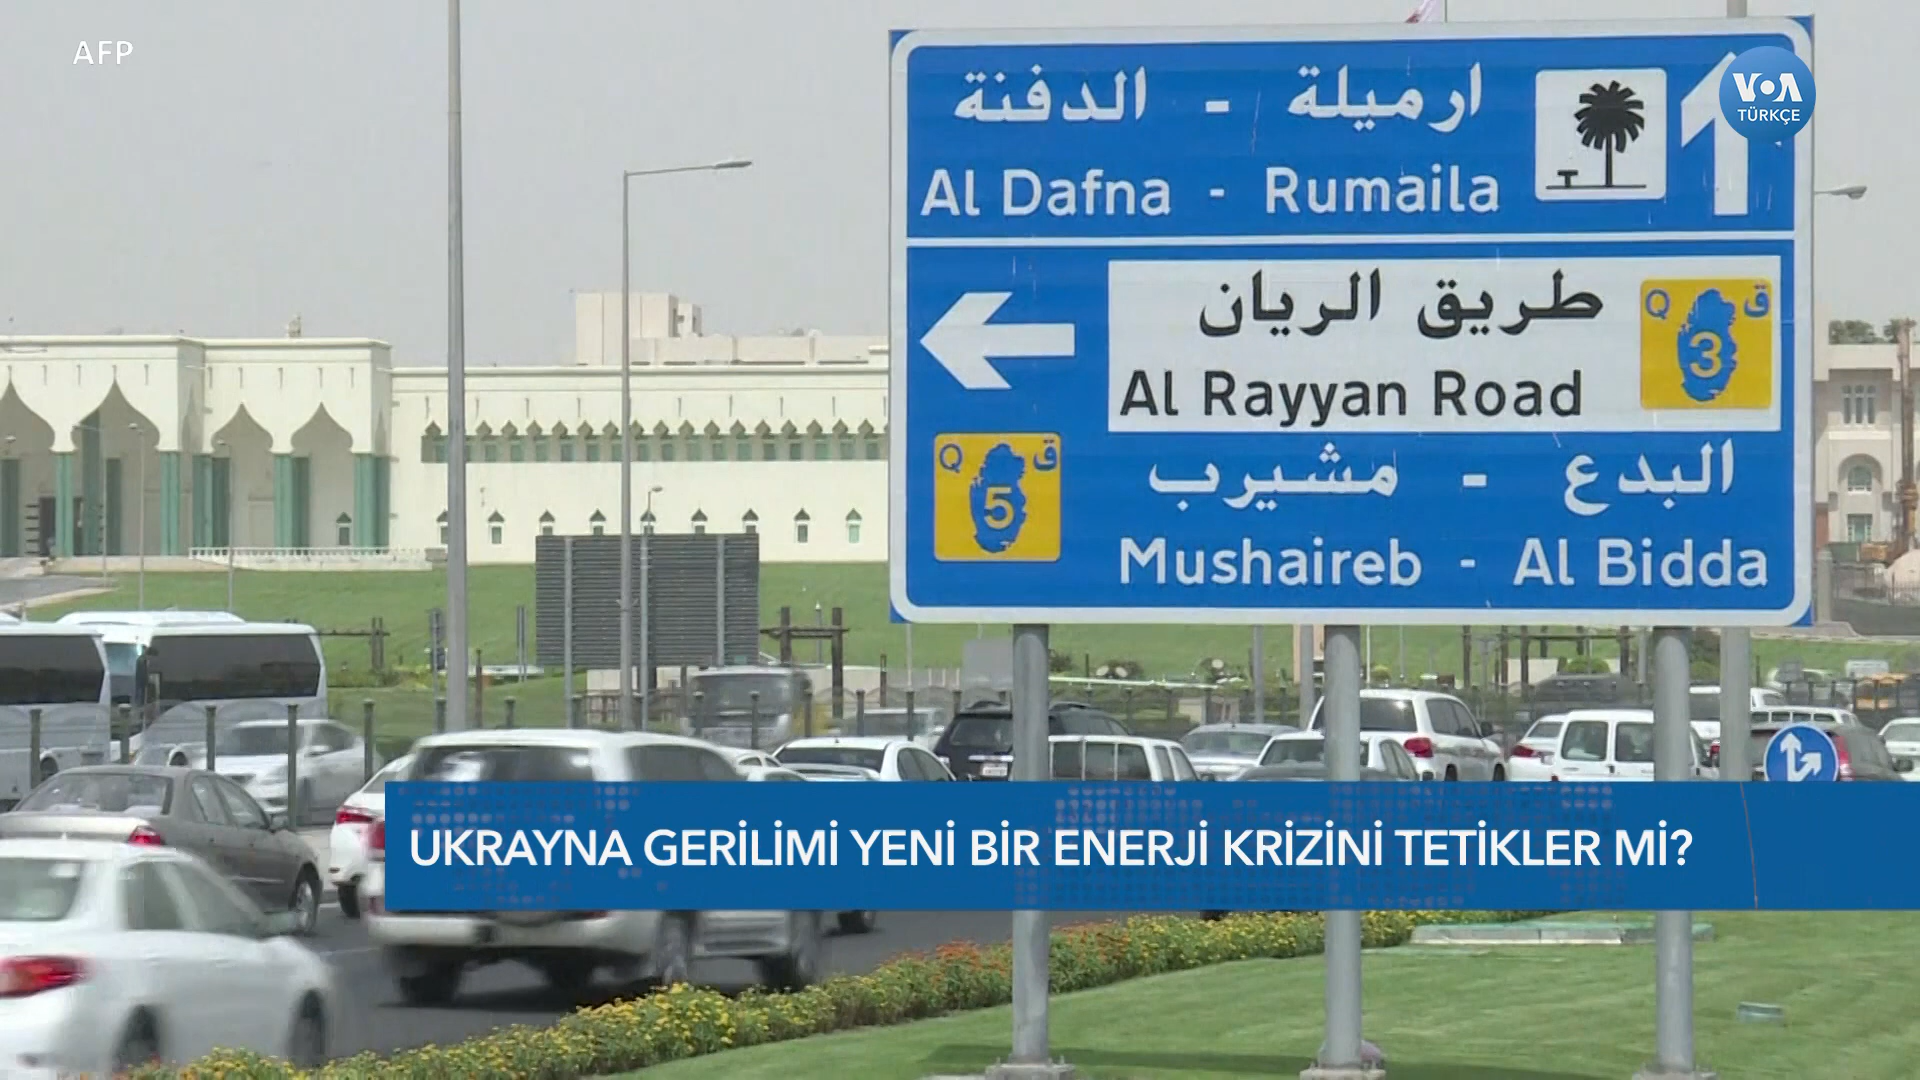 AFP
VOA
TÜRKÇE
ارميلة - الدفنة
Al Dafna - Rumaila
طريق الريان
Q 3 ق
Al Rayyan Road
Q 5 ق
البدع - مشيرب
Mushaireb - Al Bidda
UKRAYNA GERİLİMİ YENİ BİR ENERJİ KRİZİNİ TETİKLER Mİ?